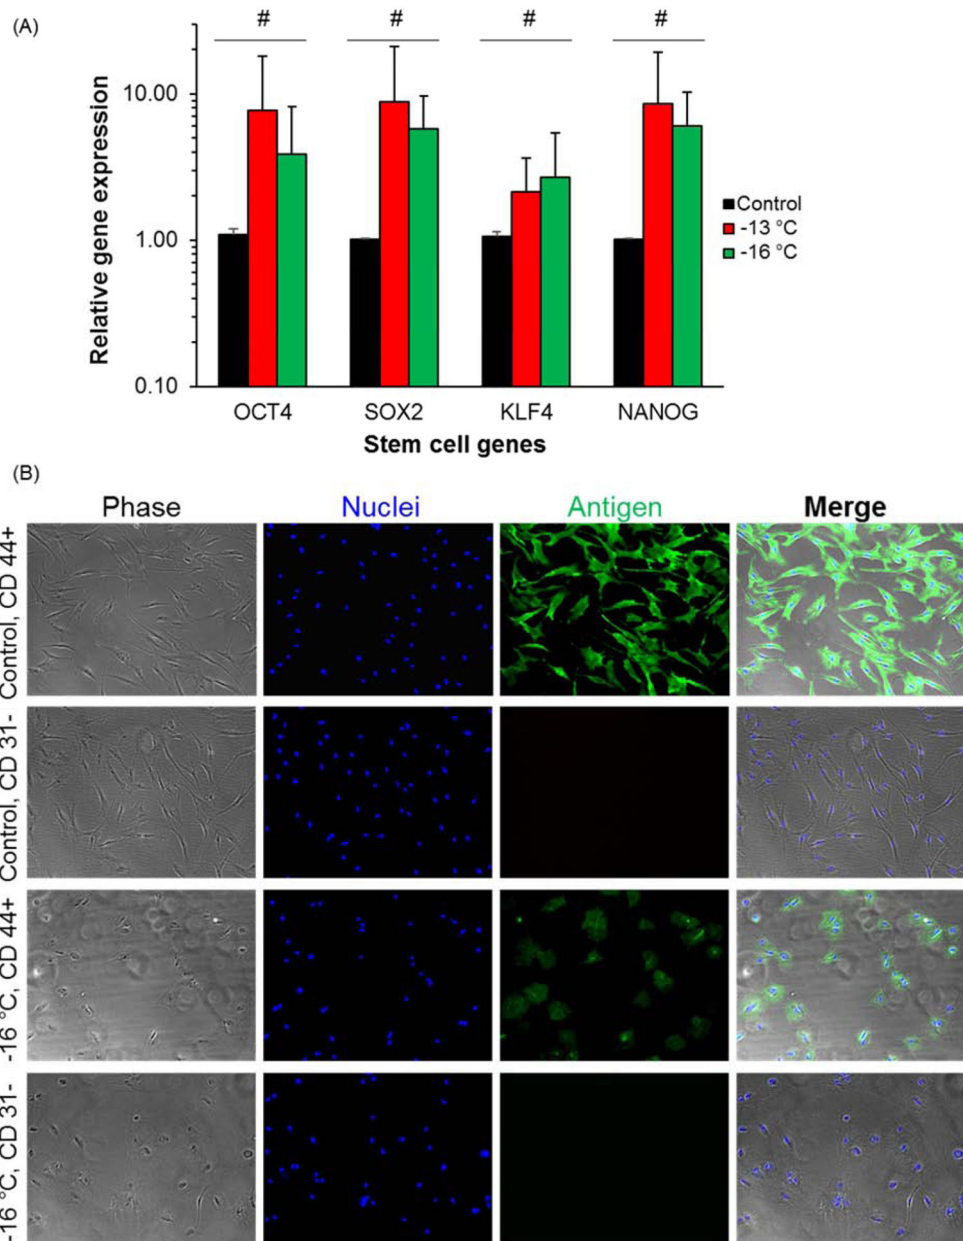 (A)
# # # #
10.00
1.00
0.10
Relative gene expression
OCT4 SOX2 KLF4 NANOG
Stem cell genes
Control
-13 °C
-16 °C
(B)
Phase Nuclei Antigen Merge
Control, CD 44+
Control, CD 31-
-16 °C, CD 44+
-16 °C, CD 31-